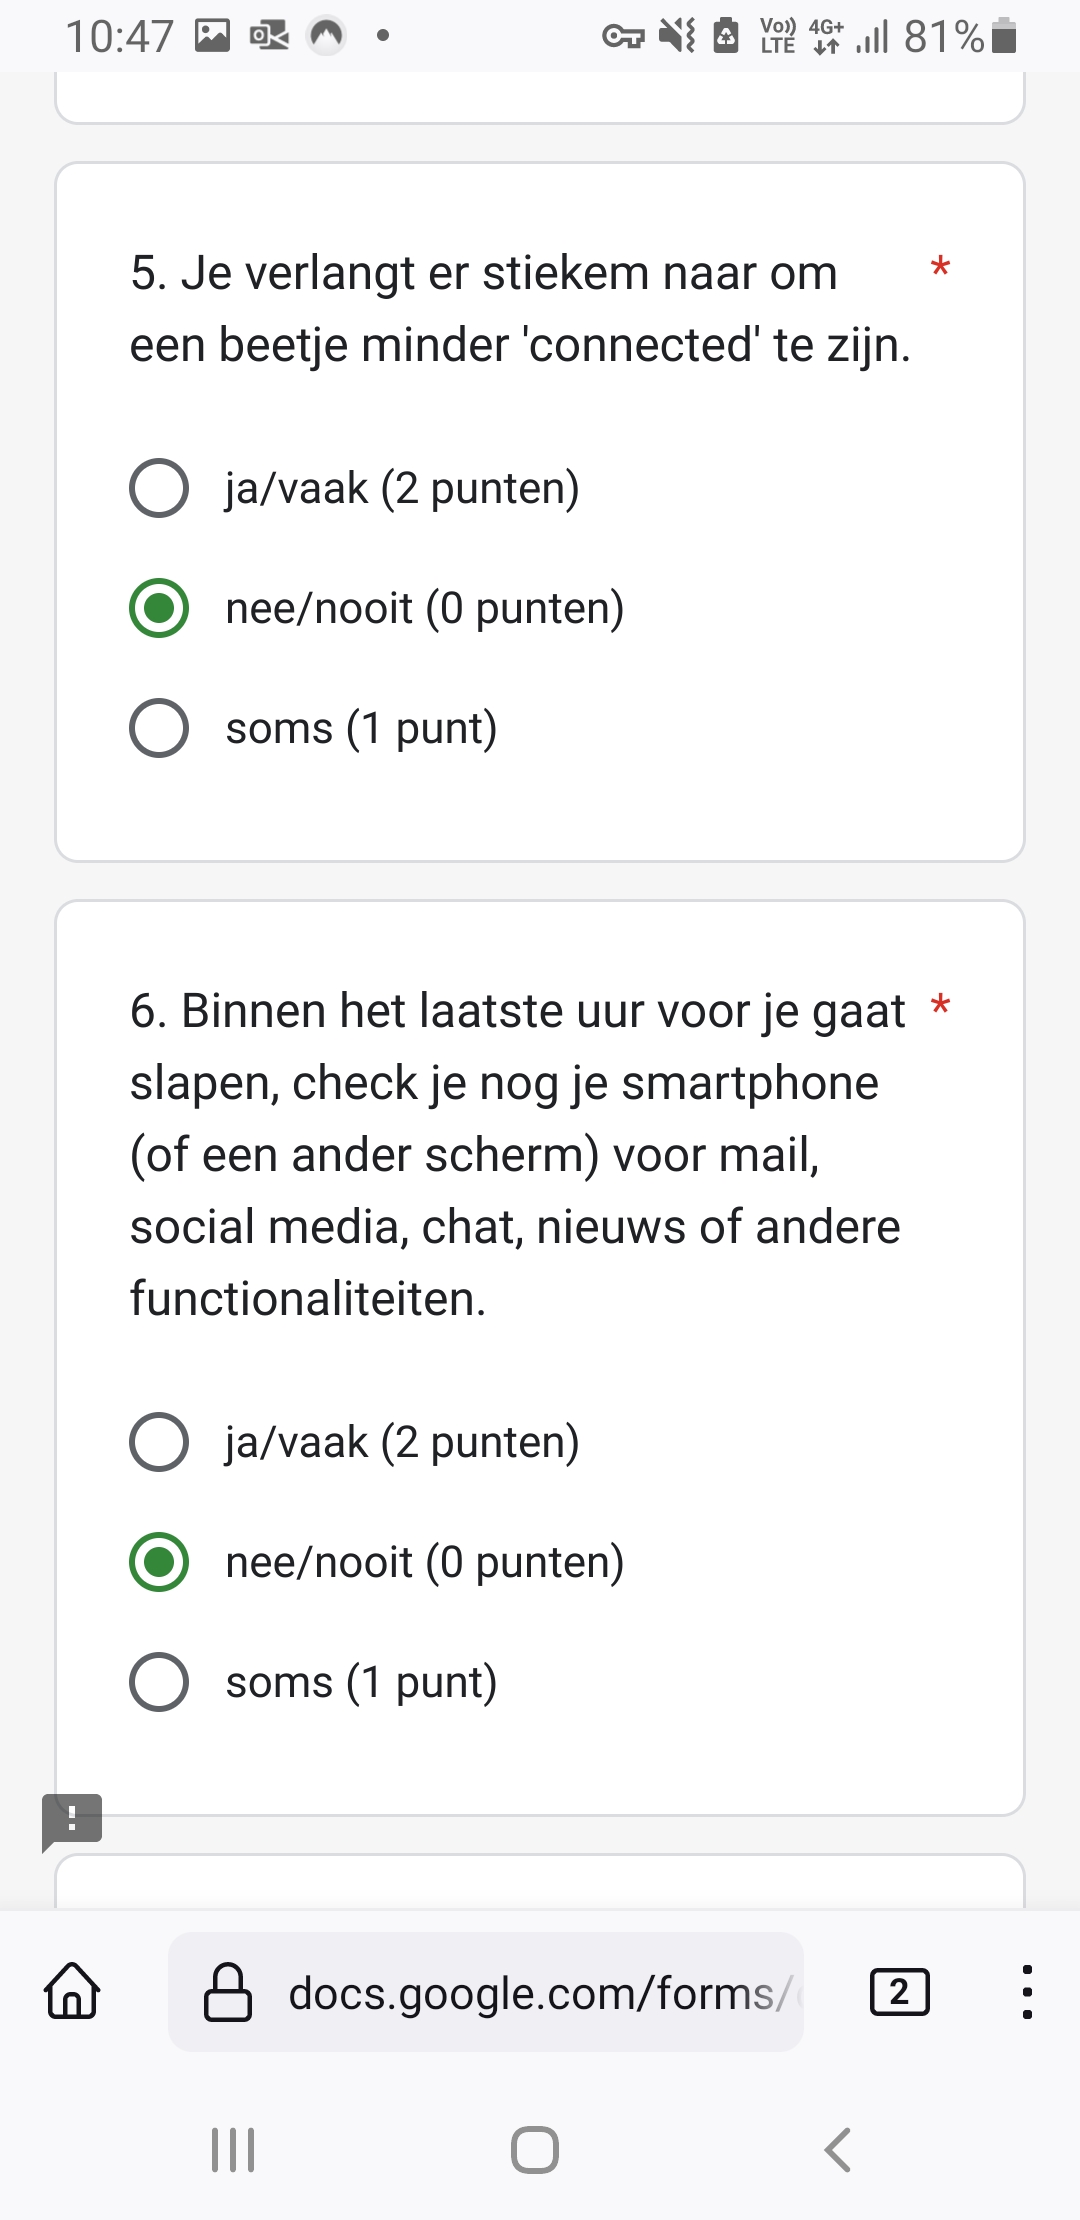 10:47
Vo)) LTE 4G+ 81%
5. Je verlangt er stiekem naar om *
een beetje minder 'connected' te zijn.
ja/vaak (2 punten)
nee/nooit (0 punten)
soms (1 punt)
6. Binnen het laatste uur voor je gaat *
slapen, check je nog je smartphone
(of een ander scherm) voor mail,
social media, chat, nieuws of andere
functionaliteiten.
ja/vaak (2 punten)
nee/nooit (0 punten)
soms (1 punt)
docs.google.com/forms/
2